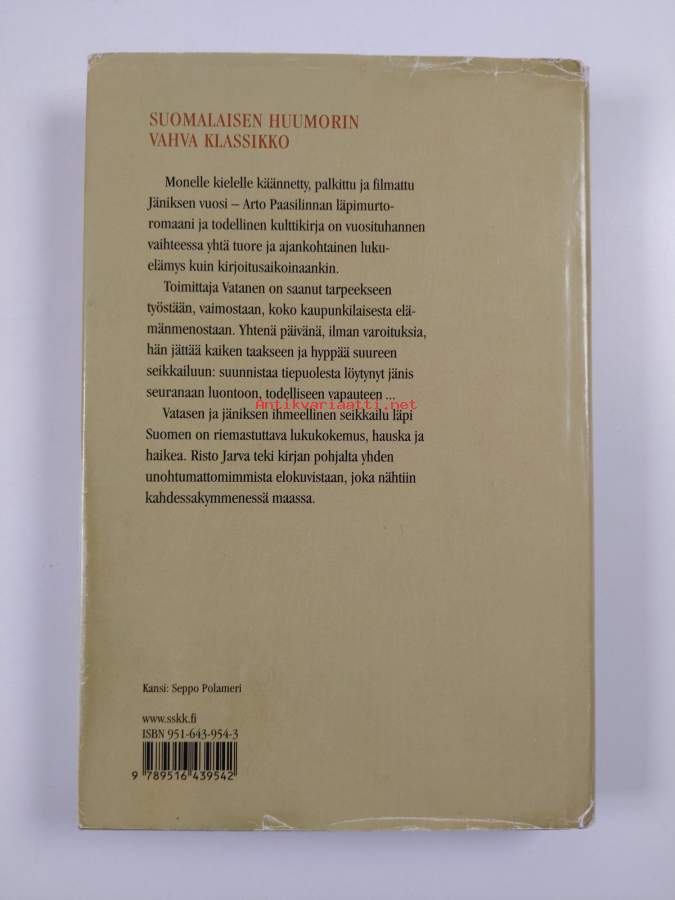 SUOMALAISEN HUUMORIN
VAHVA KLASSIKKO
Monelle kielelle käännetty, palkittu ja filmattu
Jäniksen vuosi – Arto Paasilinnan läpimurto-
romaani ja todellinen kulttikirja on vuosituhannen
vaihteessa yhtä tuore ja ajankohtainen luku-
elämys kuin kirjoitusaikoinaankin.
Toimittaja Vatanen on saanut tarpeekseen
työstään, vaimostaan, koko kaupunkilaisesta elä-
mänmenostaan. Yhtenä päivänä, ilman varoituksia,
hän jättää kaiken taakseen ja hyppää suureen
seikkailuun: suunnistaa tiepuolesta löytynyt jänis
seuranaan luontoon, todelliseen vapauteen ...
Antikvariaatti.net
Vatasen ja jäniksen ihmeellinen seikkailu läpi
Suomen on riemastuttava lukukokemus, hauska ja
haikea. Risto Jarva teki kirjan pohjalta yhden
unohtumattomimmista elokuvistaan, joka nähtiin
kahdessakymmenessä maassa.
Kansi: Seppo Polameri
www.sskk.fi
ISBN 951-643-954-3
9 789516 439542